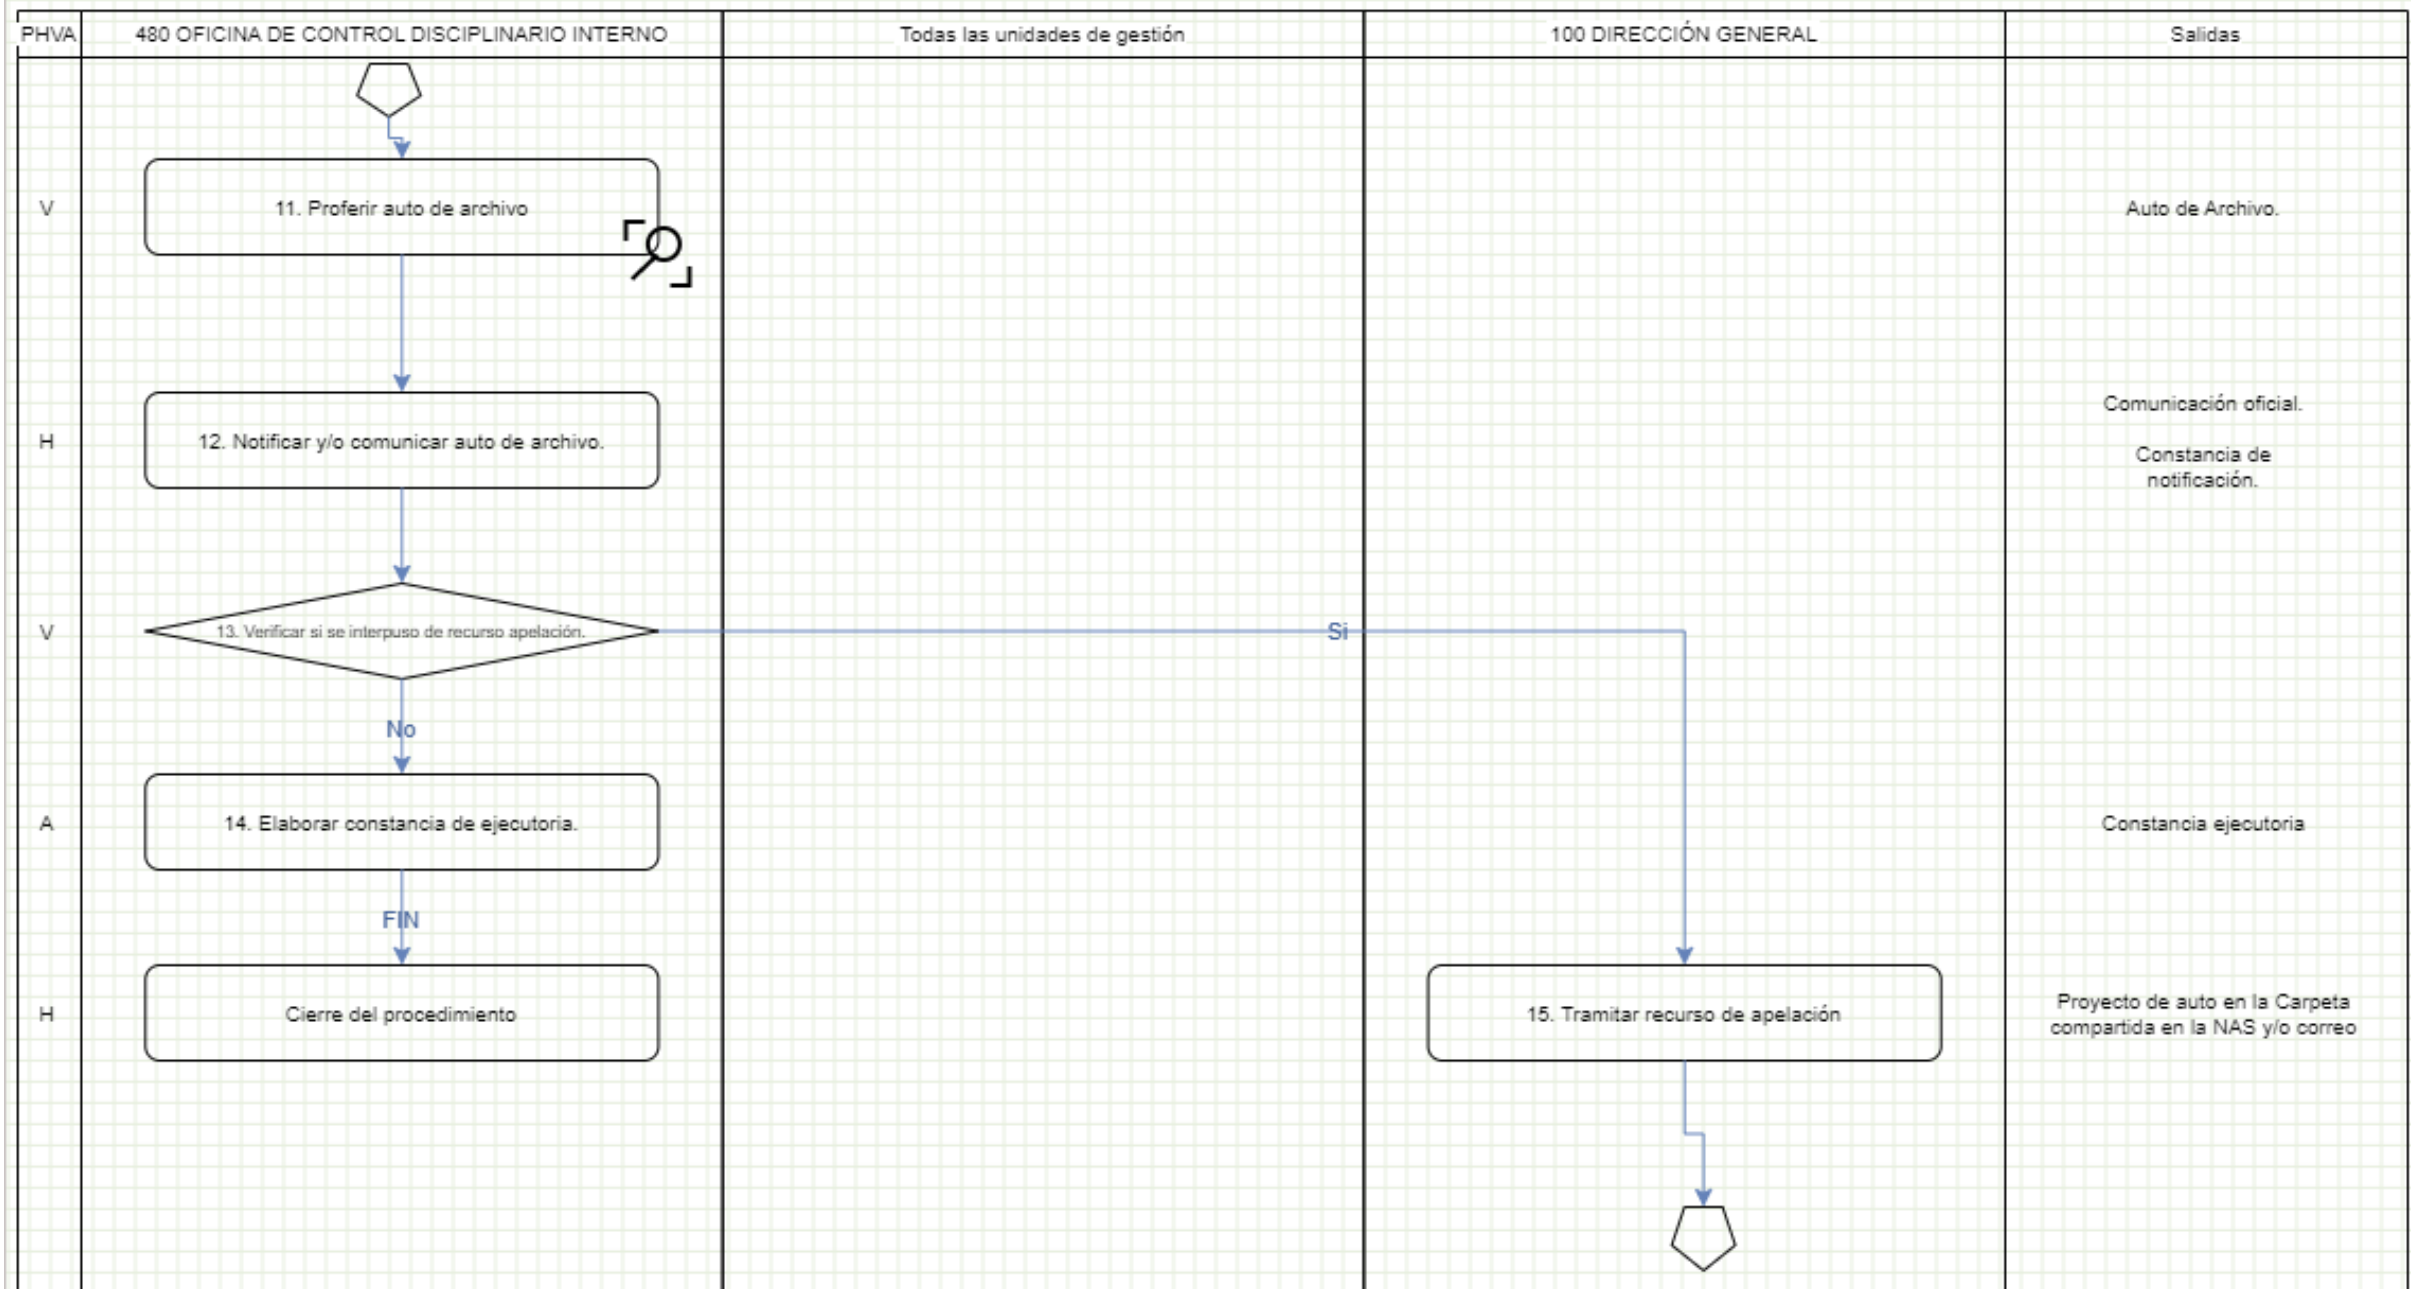 PHVA
480 OFICINA DE CONTROL DISCIPLINARIO INTERNO
Todas las unidades de gestión
100 DIRECCIÓN GENERAL
Salidas
V
11. Proferir auto de archivo
Auto de Archivo.
H
12. Notificar y/o comunicar auto de archivo.
Comunicación oficial.
Constancia de
notificación.
V
13. Verificar si se interpuso de recurso apelación.
Si
No
A
14. Elaborar constancia de ejecutoria.
Constancia ejecutoria
FIN
H
Cierre del procedimiento
15. Tramitar recurso de apelación
Proyecto de auto en la Carpeta
compartida en la NAS y/o correo